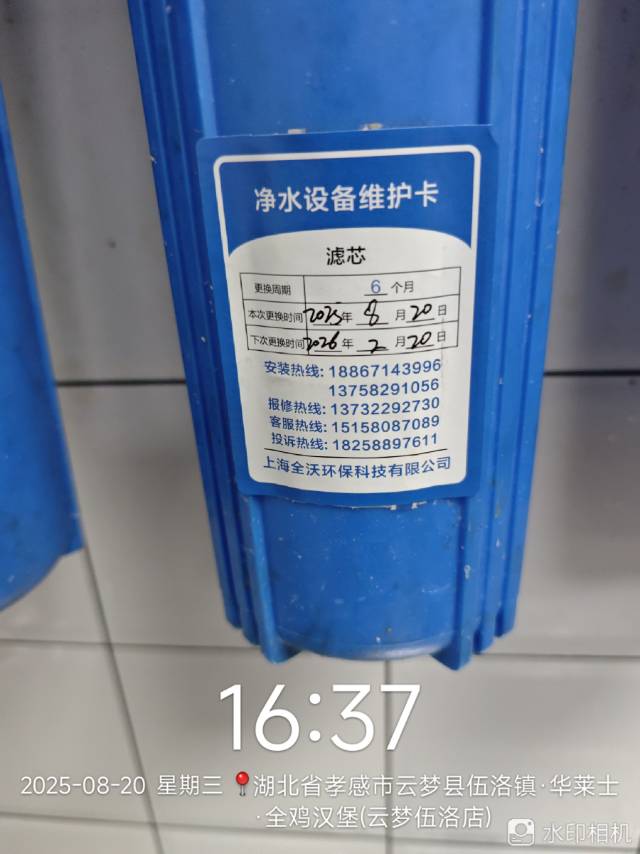 净水设备维护卡
滤芯
更换周期 6 个月
本次更换时间 2025年 8 月 20 日
下次更换时间 2026年 2 月 20 日
安装热线: 18867143996
13758291056
报修热线: 13732292730
客服热线: 15158087089
投诉热线: 18258897611
上海全沃环保科技有限公司
16:37
2025-08-20 星期三 📍湖北省孝感市云梦县伍洛镇·华莱士
·全鸡汉堡(云梦伍洛店)
水印相机